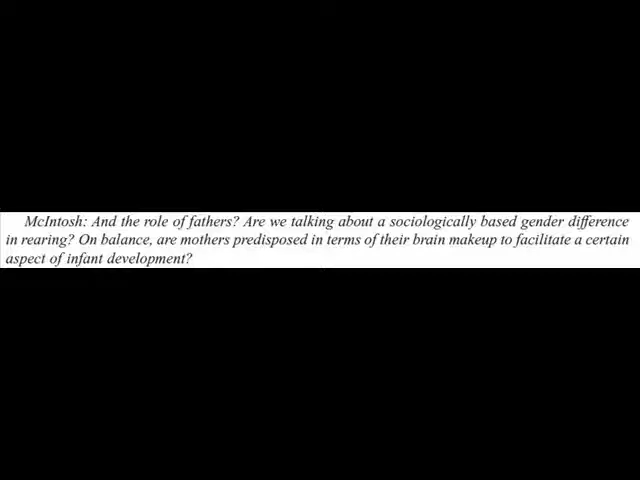 McIntosh: And the role of fathers? Are we talking about a sociologically based gender difference
in rearing? On balance, are mothers predisposed in terms of their brain makeup to facilitate a certain
aspect of infant development?